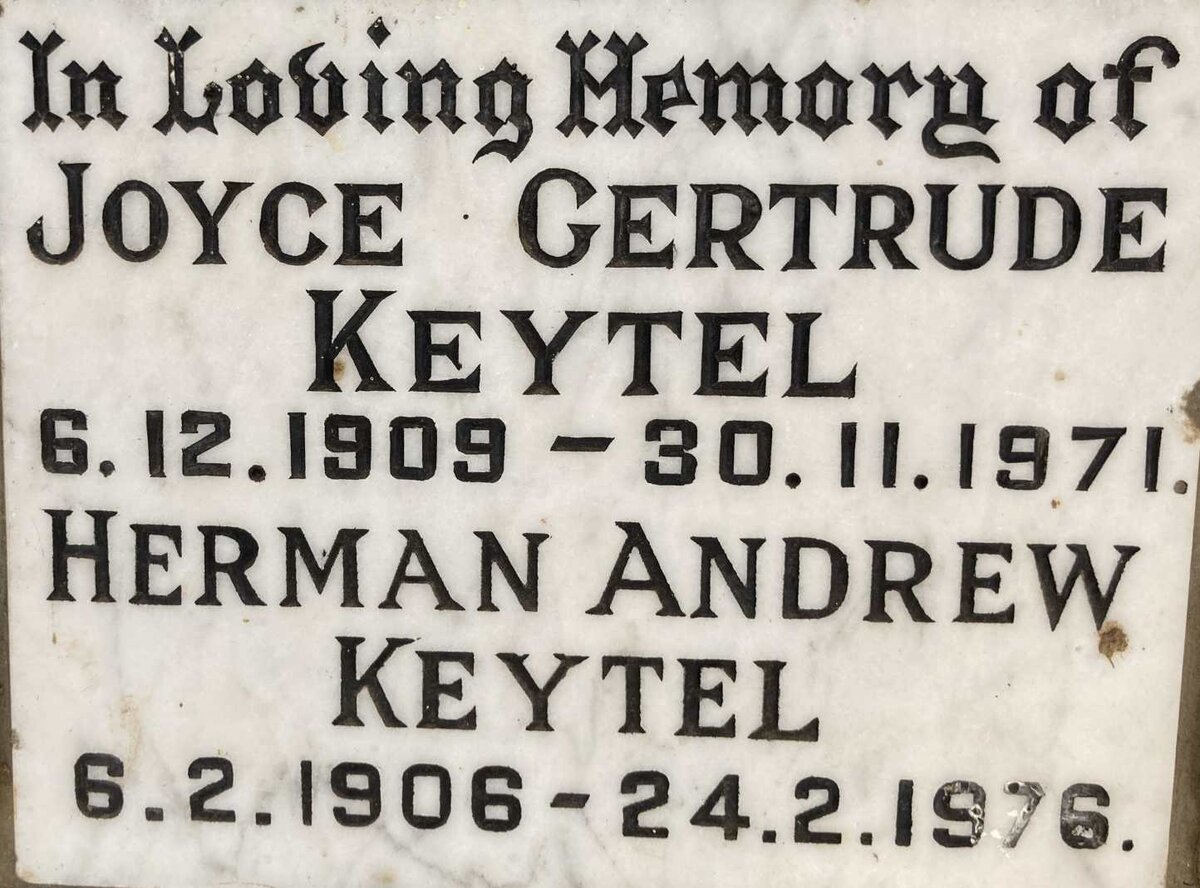 In Loving Memory of
JOYCE GERTRUDE
KEYTEL
6.12.1909 – 30.11.1971.
HERMAN ANDREW
KEYTEL
6.2.1906 – 24.2.1976.